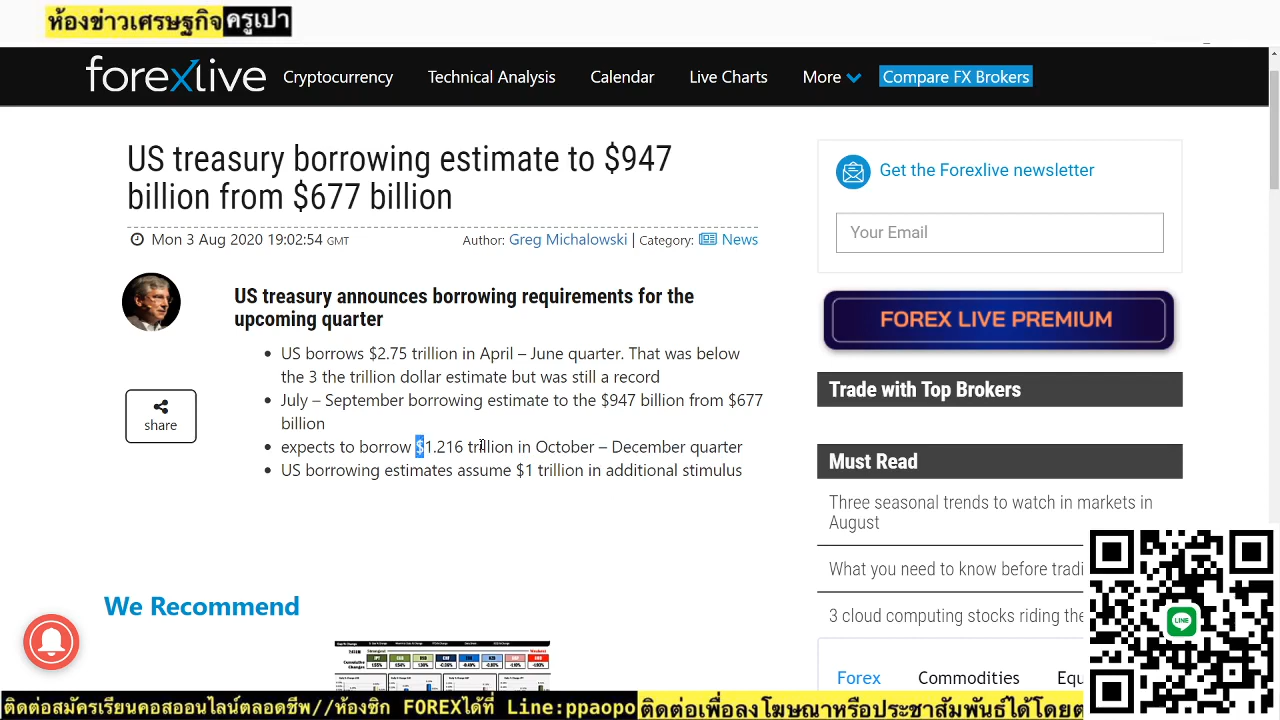 ห้องข่าวเศรษฐกิจครูเปา
forexlive Cryptocurrency Technical Analysis Calendar Live Charts More Compare FX Brokers
US treasury borrowing estimate to $947
billion from $677 billion
Mon 3 Aug 2020 19:02:54 GMT Author: Greg Michalowski | Category: News
US treasury announces borrowing requirements for the
upcoming quarter
US borrows $2.75 trillion in April – June quarter. That was below
the 3 the trillion dollar estimate but was still a record
July – September borrowing estimate to the $947 billion from $677
billion
expects to borrow $1.216 trillion in October – December quarter
US borrowing estimates assume $1 trillion in additional stimulus
share
We Recommend
Get the Forexlive newsletter
Your Email
FOREX LIVE PREMIUM
Trade with Top Brokers
Must Read
Three seasonal trends to watch in markets in
August
What you need to know before tradi
3 cloud computing stocks riding the
Forex Commodities Equ
LINE
ติดต่อสมัครเรียนคอสออนไลน์ตลอดชีพ//ห้องซิก FOREXได้ที่ Line:ppaopo ติดต่อเพื่อลงโฆษณาหรือประชาสัมพันธ์ได้โดยต